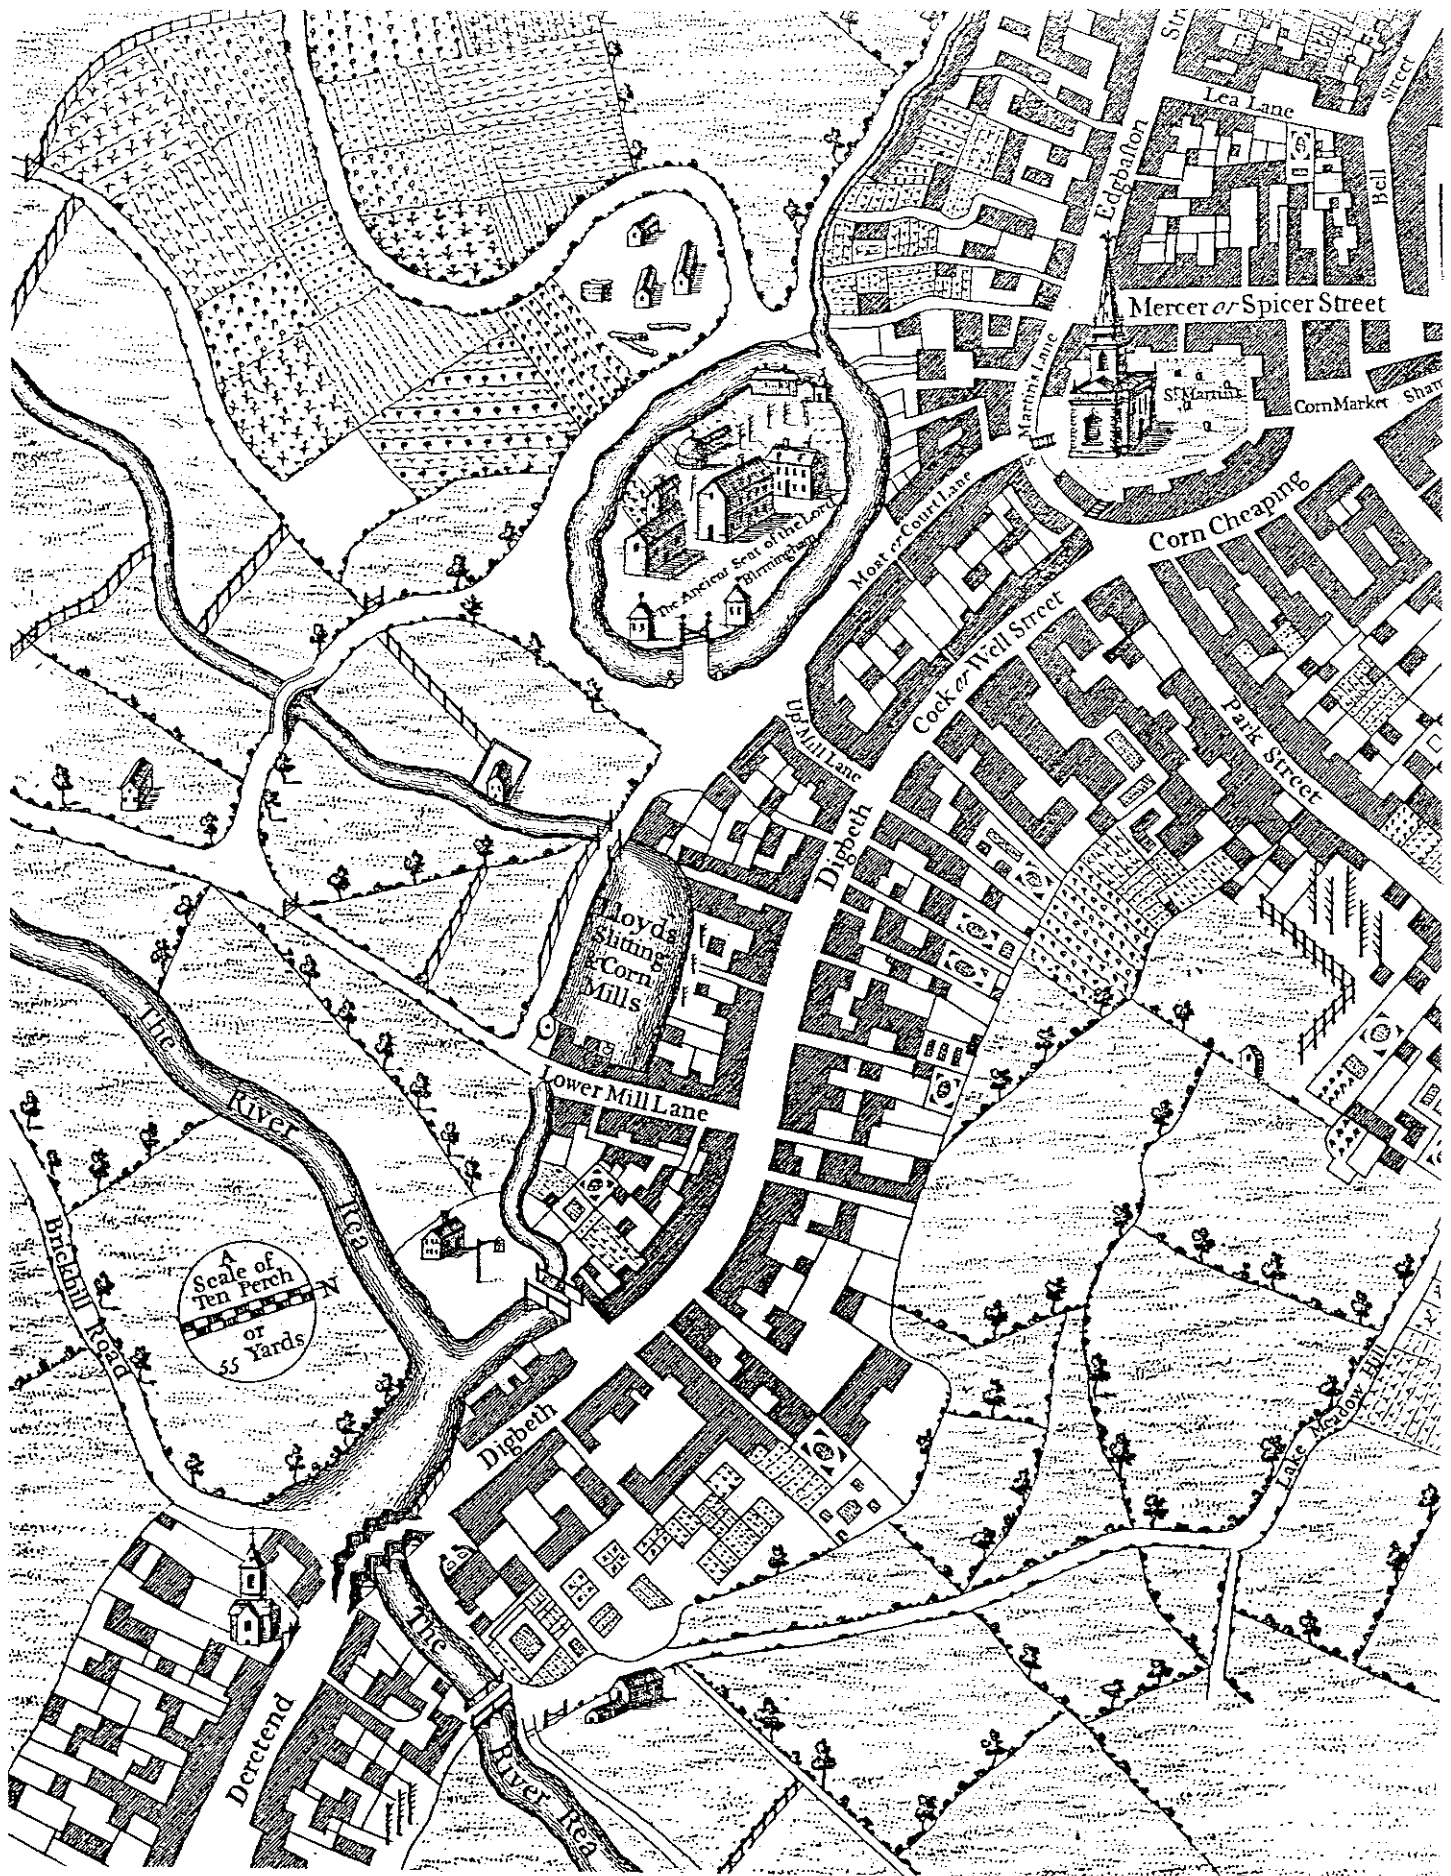 Lea Lane
Street
Edgbaston
Bell
Mercer or Spicer Street
St. Martins Lane
St. Martins
Corn Market
Corn Cheaping
Moat or Court Lane
The Ancient Seat of the Lords
Birmingham
Cock or Well Street
Park Street
Upr. Mill Lane
Digbeth
Lloyds
Slitting
& Corn
Mills
The River Rea
Lower Mill Lane
Brickhill Road
A
Scale of
Ten Perch
N
or
55 Yards
Digbeth
Lake Meadow Hill
Deretend
The River Rea